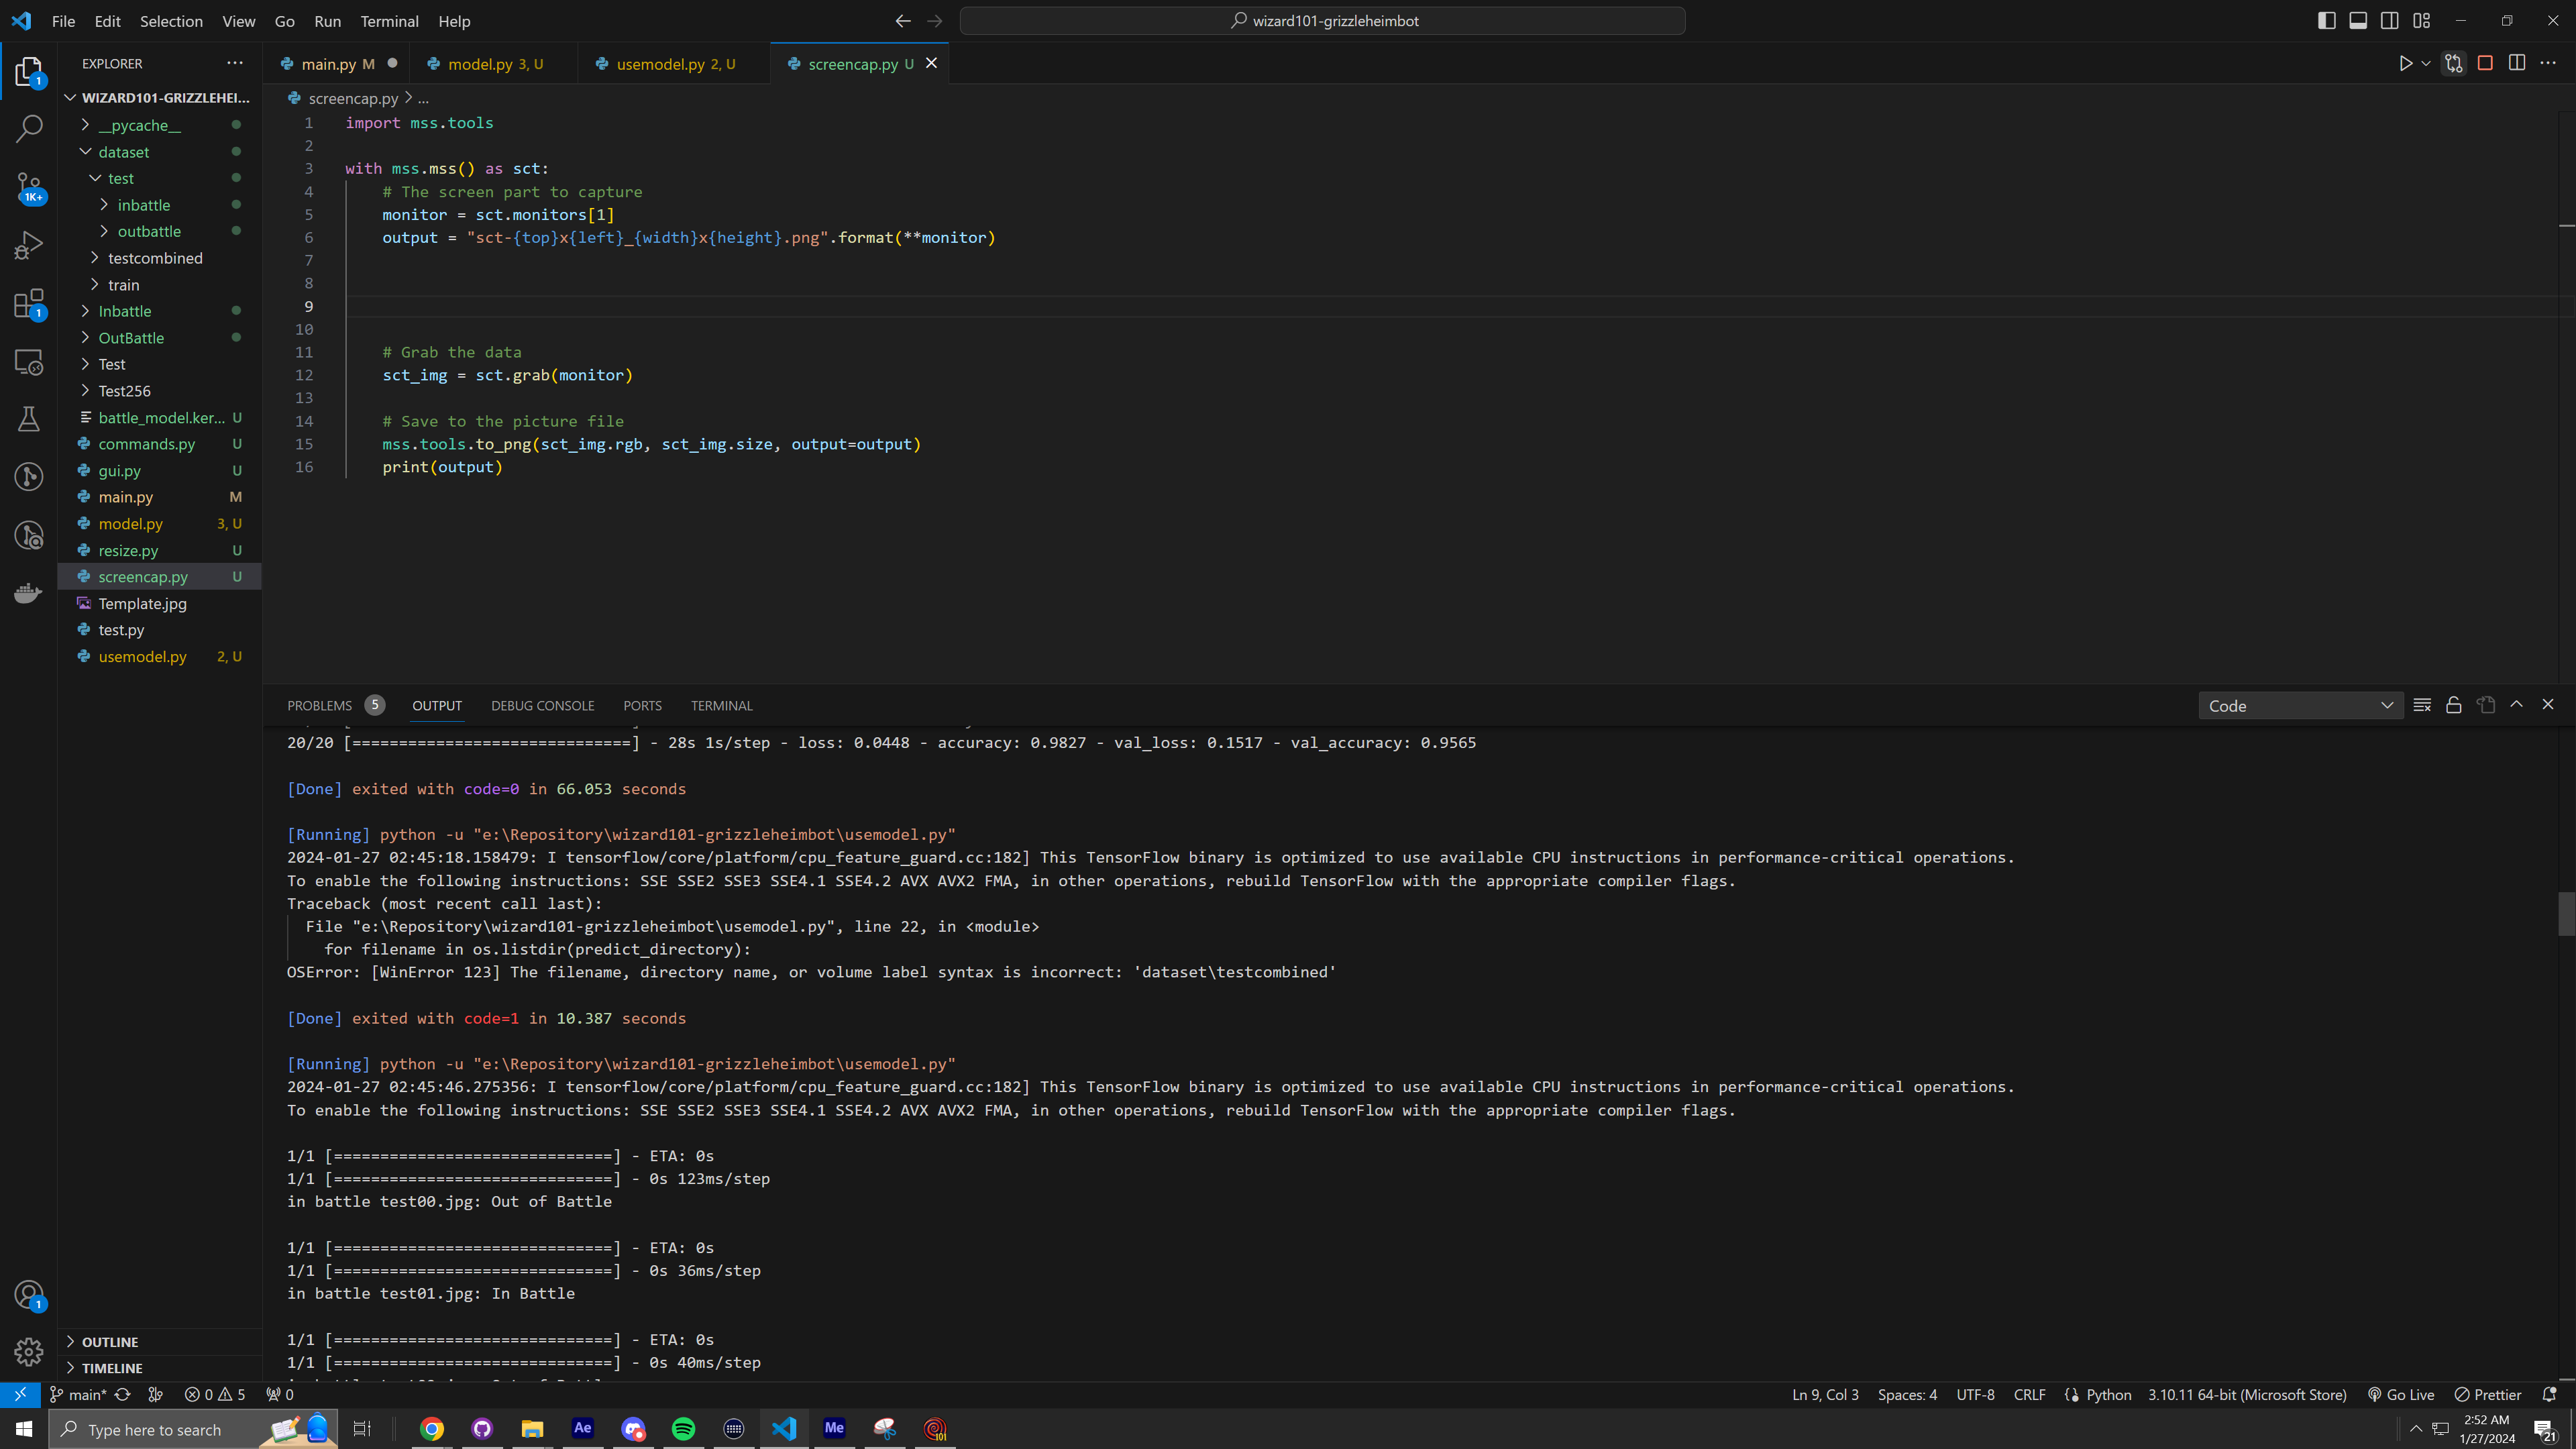 File Edit Selection View Go Run Terminal Help
wizard101-grizzleheimbot
EXPLORER
main.py M
model.py 3, U
usemodel.py 2, U
screencap.py U
WIZARD101-GRIZZLEHEI...
__pycache__
dataset
test
inbattle
outbattle
testcombined
train
Inbattle
OutBattle
Test
Test256
battle_model.ker... U
commands.py U
gui.py U
main.py M
model.py 3, U
resize.py U
screencap.py U
Template.jpg
test.py
usemodel.py 2, U
OUTLINE
TIMELINE
1
1K+
1
1
screencap.py > ...
1 import mss.tools
2
3 with mss.mss() as sct:
4 # The screen part to capture
5 monitor = sct.monitors[1]
6 output = "sct-{top}x{left}_{width}x{height}.png".format(**monitor)
7
8
9
10
11 # Grab the data
12 sct_img = sct.grab(monitor)
13
14 # Save to the picture file
15 mss.tools.to_png(sct_img.rgb, sct_img.size, output=output)
16 print(output)
PROBLEMS 5 OUTPUT DEBUG CONSOLE PORTS TERMINAL
Code
20/20 [==============================] - 28s 1s/step - loss: 0.0448 - accuracy: 0.9827 - val_loss: 0.1517 - val_accuracy: 0.9565
[Done] exited with code=0 in 66.053 seconds
[Running] python -u "e:\Repository\wizard101-grizzleheimbot\usemodel.py"
2024-01-27 02:45:18.158479: I tensorflow/core/platform/cpu_feature_guard.cc:182] This TensorFlow binary is optimized to use available CPU instructions in performance-critical operations.
To enable the following instructions: SSE SSE2 SSE3 SSE4.1 SSE4.2 AVX AVX2 FMA, in other operations, rebuild TensorFlow with the appropriate compiler flags.
Traceback (most recent call last):
File "e:\Repository\wizard101-grizzleheimbot\usemodel.py", line 22, in <module>
for filename in os.listdir(predict_directory):
OSError: [WinError 123] The filename, directory name, or volume label syntax is incorrect: 'dataset\testcombined'
[Done] exited with code=1 in 10.387 seconds
[Running] python -u "e:\Repository\wizard101-grizzleheimbot\usemodel.py"
2024-01-27 02:45:46.275356: I tensorflow/core/platform/cpu_feature_guard.cc:182] This TensorFlow binary is optimized to use available CPU instructions in performance-critical operations.
To enable the following instructions: SSE SSE2 SSE3 SSE4.1 SSE4.2 AVX AVX2 FMA, in other operations, rebuild TensorFlow with the appropriate compiler flags.
1/1 [==============================] - ETA: 0s
1/1 [==============================] - 0s 123ms/step
in battle test00.jpg: Out of Battle
1/1 [==============================] - ETA: 0s
1/1 [==============================] - 0s 36ms/step
in battle test01.jpg: In Battle
1/1 [==============================] - ETA: 0s
1/1 [==============================] - 0s 40ms/step
main* 0 5 0
Ln 9, Col 3 Spaces: 4 UTF-8 CRLF Python 3.10.11 64-bit (Microsoft Store) Go Live Prettier
Type here to search
Ae
Me
101
2:52 AM
1/27/2024
21